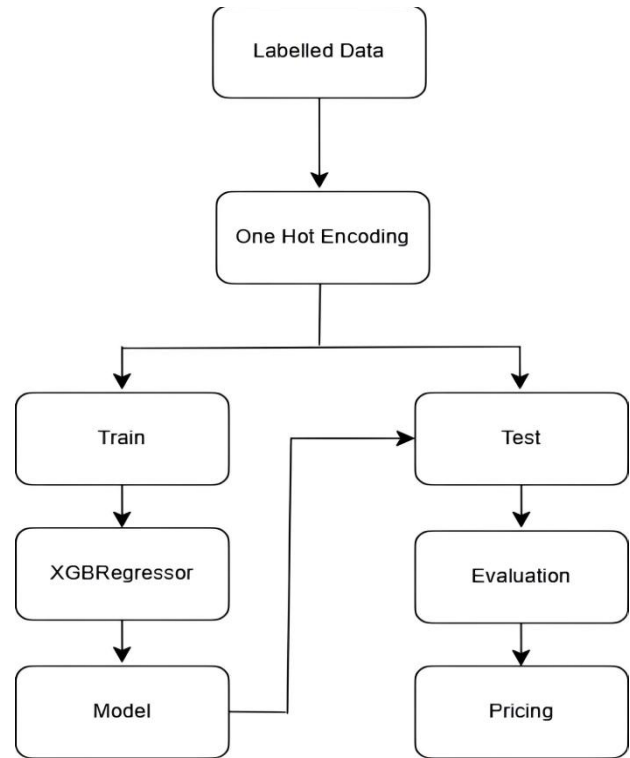 Labelled Data
One Hot Encoding
Train
Test
XGBRegressor
Evaluation
Model
Pricing